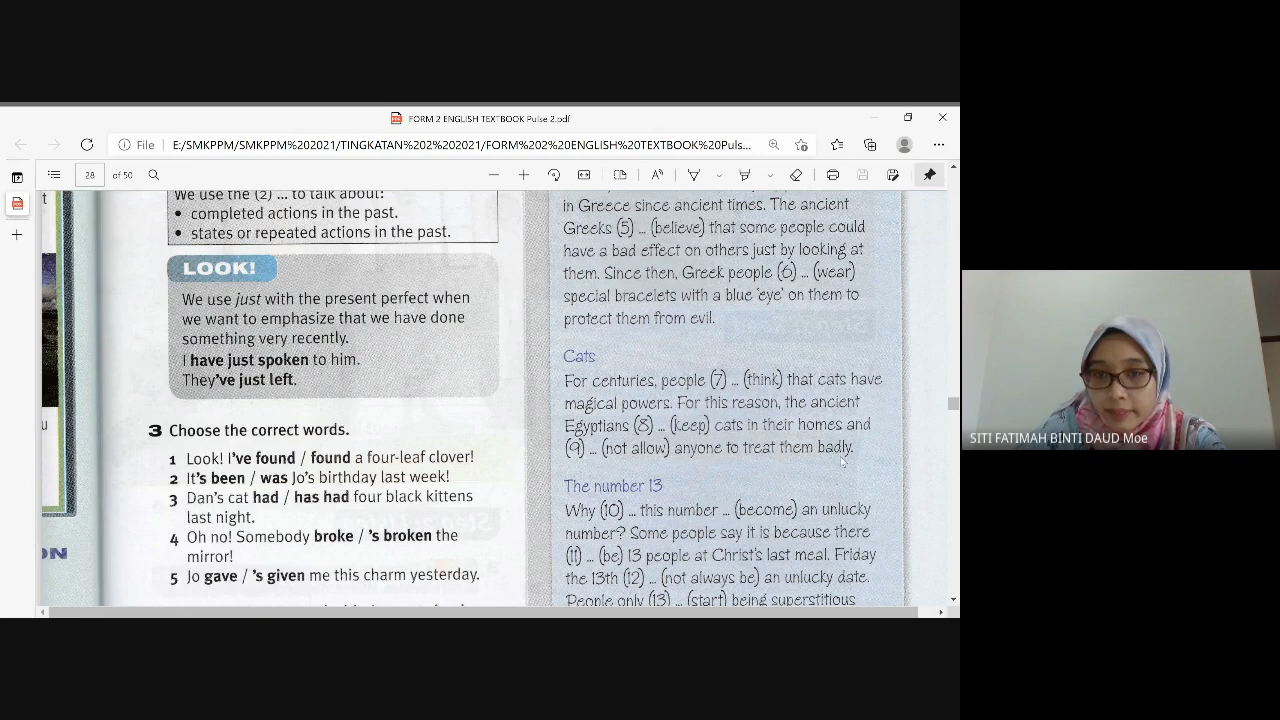 FORM 2 ENGLISH TEXTBOOK Pulse 2.pdf
File
E:/SMKPPM/SMKPPM%202021/TINGKATAN%202%202021/FORM%202%20ENGLISH%20TEXTBOOK%20Puls...
28 of 50
We use the (2) ... to talk about:
• completed actions in the past.
• states or repeated actions in the past.
LOOK!
We use just with the present perfect when
we want to emphasize that we have done
something very recently.
I have just spoken to him.
They've just left.
3 Choose the correct words.
1 Look! I've found / found a four-leaf clover!
2 It's been / was Jo's birthday last week!
3 Dan's cat had / has had four black kittens
last night.
4 Oh no! Somebody broke / 's broken the
mirror!
5 Jo gave / 's given me this charm yesterday.
in Greece since ancient times. The ancient
Greeks (5) ... (believe) that some people could
have a bad effect on others just by looking at
them. Since then, Greek people (6) ... (wear)
special bracelets with a blue 'eye' on them to
protect them from evil.
Cats
For centuries, people (7) ... (think) that cats have
magical powers. For this reason, the ancient
Egyptians (8) ... (keep) cats in their homes and
(9) ... (not allow) anyone to treat them badly.
The number 13
Why (10) ... this number ... (become) an unlucky
number? Some people say it is because there
(11) ... (be) 13 people at Christ's last meal. Friday
the 13th (12) ... (not always be) an unlucky date.
People only (13) ... (start) being superstitious
SITI FATIMAH BINTI DAUD Moe